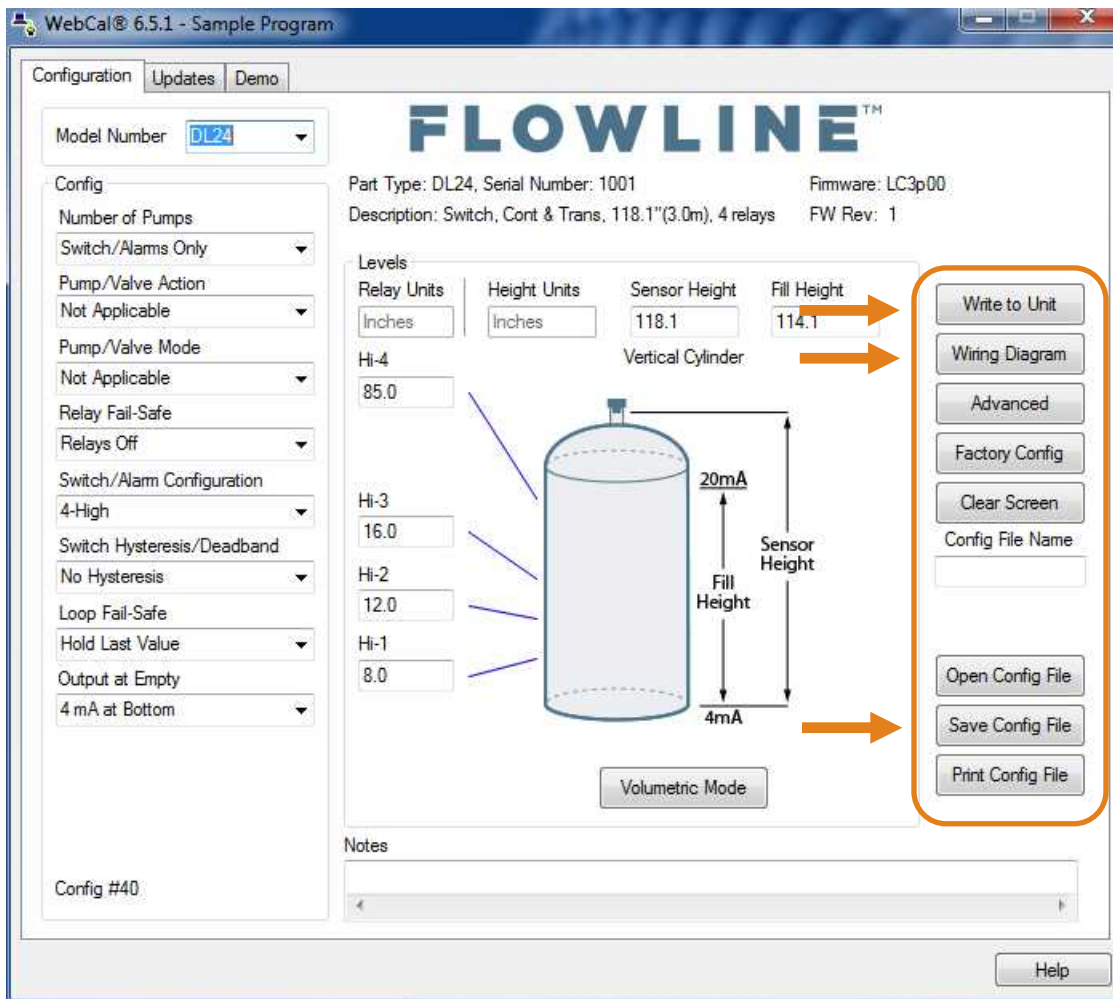 WebCal® 6.5.1 - Sample Program
Configuration Updates Demo
Model Number DL24
FLOWLINE™
Config
Part Type: DL24, Serial Number: 1001 Firmware: LC3p00
Description: Switch, Cont & Trans, 118.1"(3.0m), 4 relays FW Rev: 1
Number of Pumps
Switch/Alarms Only
Pump/Valve Action
Not Applicable
Pump/Valve Mode
Not Applicable
Relay Fail-Safe
Relays Off
Switch/Alarm Configuration
4-High
Switch Hysteresis/Deadband
No Hysteresis
Loop Fail-Safe
Hold Last Value
Output at Empty
4 mA at Bottom
Config #40
Levels
Relay Units Height Units Sensor Height Fill Height
Inches Inches 118.1 114.1
Vertical Cylinder
Hi-4
85.0
Hi-3
16.0
Hi-2
12.0
Hi-1
8.0
20mA
Fill
Height
Sensor
Height
4mA
Volumetric Mode
Write to Unit
Wiring Diagram
Advanced
Factory Config
Clear Screen
Config File Name
Open Config File
Save Config File
Print Config File
Notes
Help